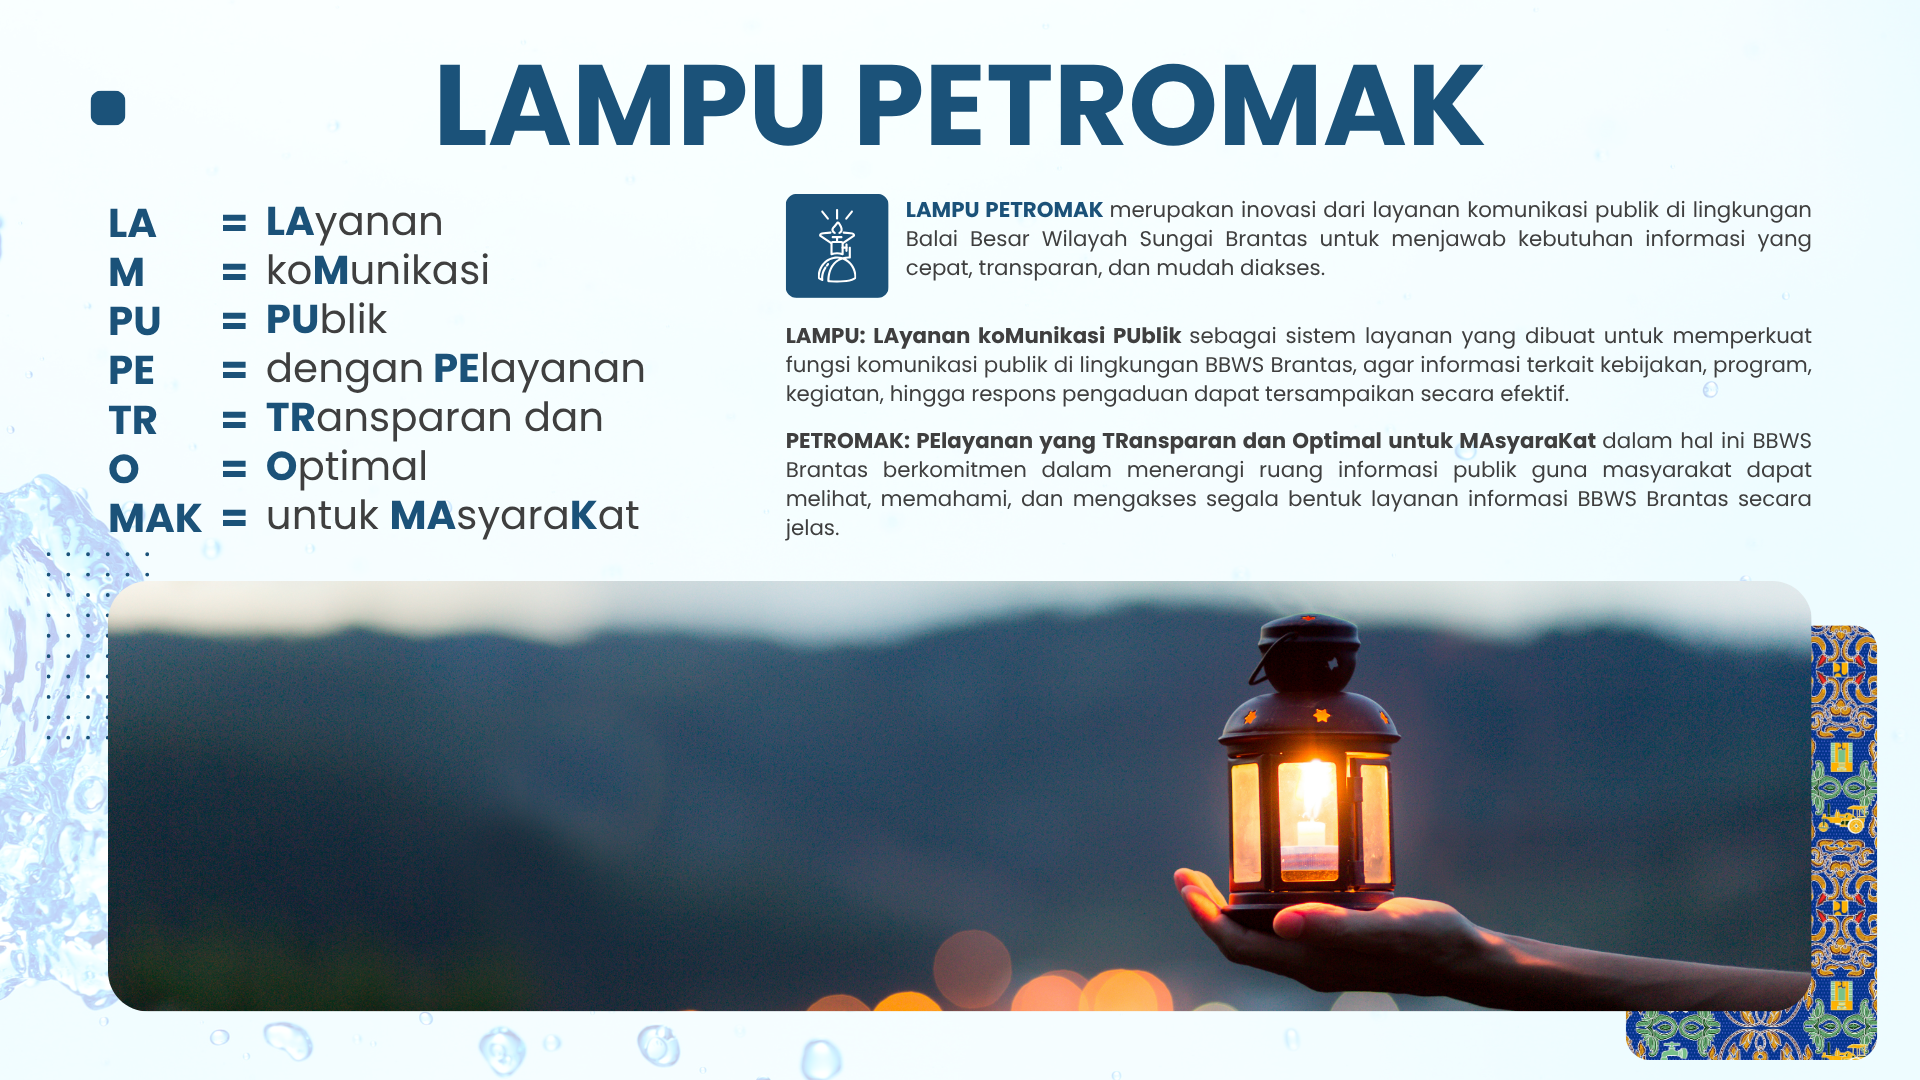 LAMPU PETROMAK
LA = LAyanan
M = koMunikasi
PU = PUblik
PE = dengan PElayanan
TR = TRansparan dan
O = Optimal
MAK = untuk MAsyaraKat
LAMPU PETROMAK merupakan inovasi dari layanan komunikasi publik di lingkungan
Balai Besar Wilayah Sungai Brantas untuk menjawab kebutuhan informasi yang
cepat, transparan, dan mudah diakses.
LAMPU: LAyanan koMunikasi PUblik sebagai sistem layanan yang dibuat untuk memperkuat
fungsi komunikasi publik di lingkungan BBWS Brantas, agar informasi terkait kebijakan, program,
kegiatan, hingga respons pengaduan dapat tersampaikan secara efektif.
PETROMAK: PElayanan yang TRansparan dan Optimal untuk MAsyaraKat dalam hal ini BBWS
Brantas berkomitmen dalam menerangi ruang informasi publik guna masyarakat dapat
melihat, memahami, dan mengakses segala bentuk layanan informasi BBWS Brantas secara
jelas.